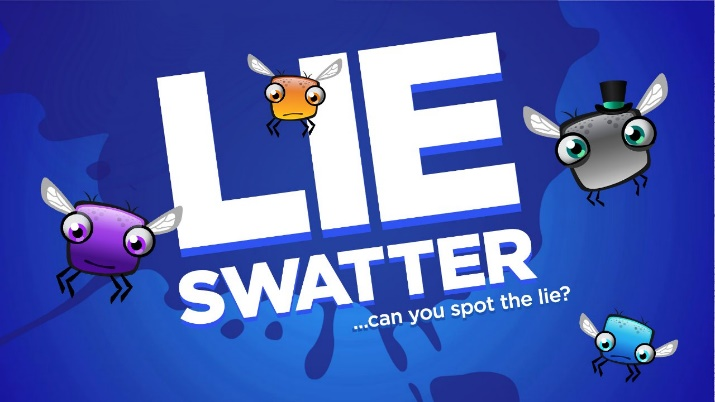 LIE
SWATTER
...can you spot the lie?